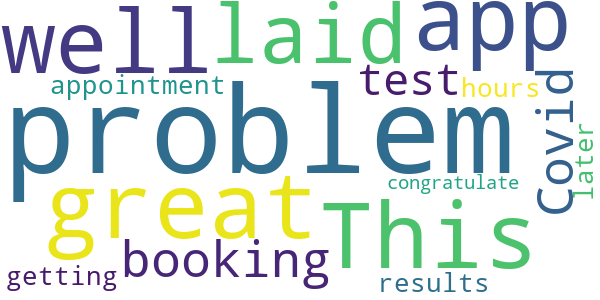 well laid app
appointment test hours
problem Covid later
congratulate
great This
booking
getting results